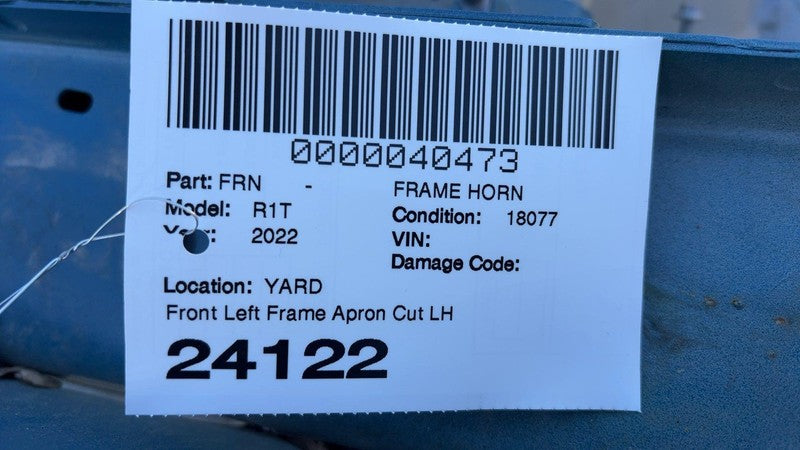 0000040473
Part: FRN - FRAME HORN
Model: R1T Condition: 18077
2022 VIN:
Damage Code:
Location: YARD
Front Left Frame Apron Cut LH
24122